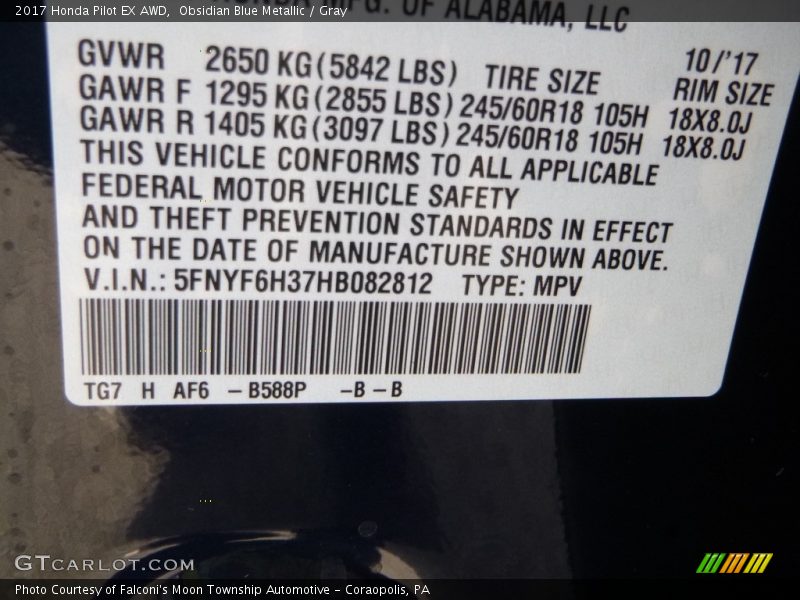 2017 Honda Pilot EX AWD,  Obsidian Blue Metallic / Gray
OF ALABAMA, LLC
10/'17
GVWR 2650 KG(5842 LBS) TIRE SIZE RIM SIZE
GAWR F 1295 KG(2855 LBS) 245/60R18 105H 18X8.0J
GAWR R 1405 KG(3097 LBS) 245/60R18 105H 18X8.0J
THIS VEHICLE CONFORMS TO ALL APPLICABLE
FEDERAL MOTOR VEHICLE SAFETY
AND THEFT PREVENTION STANDARDS IN EFFECT
ON THE DATE OF MANUFACTURE SHOWN ABOVE.
V.I.N.: 5FNYF6H37HB082812 TYPE: MPV
TG7 H AF6 – B588P – B – B
GTCARLOT.COM
Photo Courtesy of Falconi's Moon Township Automotive - Coraopolis, PA